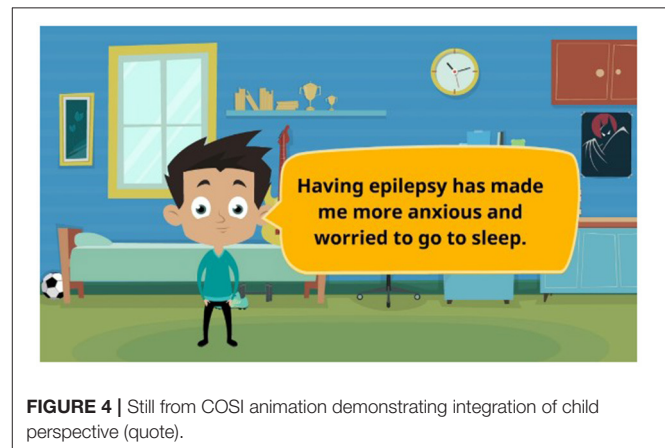 Having epilepsy has made
me more anxious and
worried to go to sleep.
FIGURE 4 | Still from COSI animation demonstrating integration of child
perspective (quote).